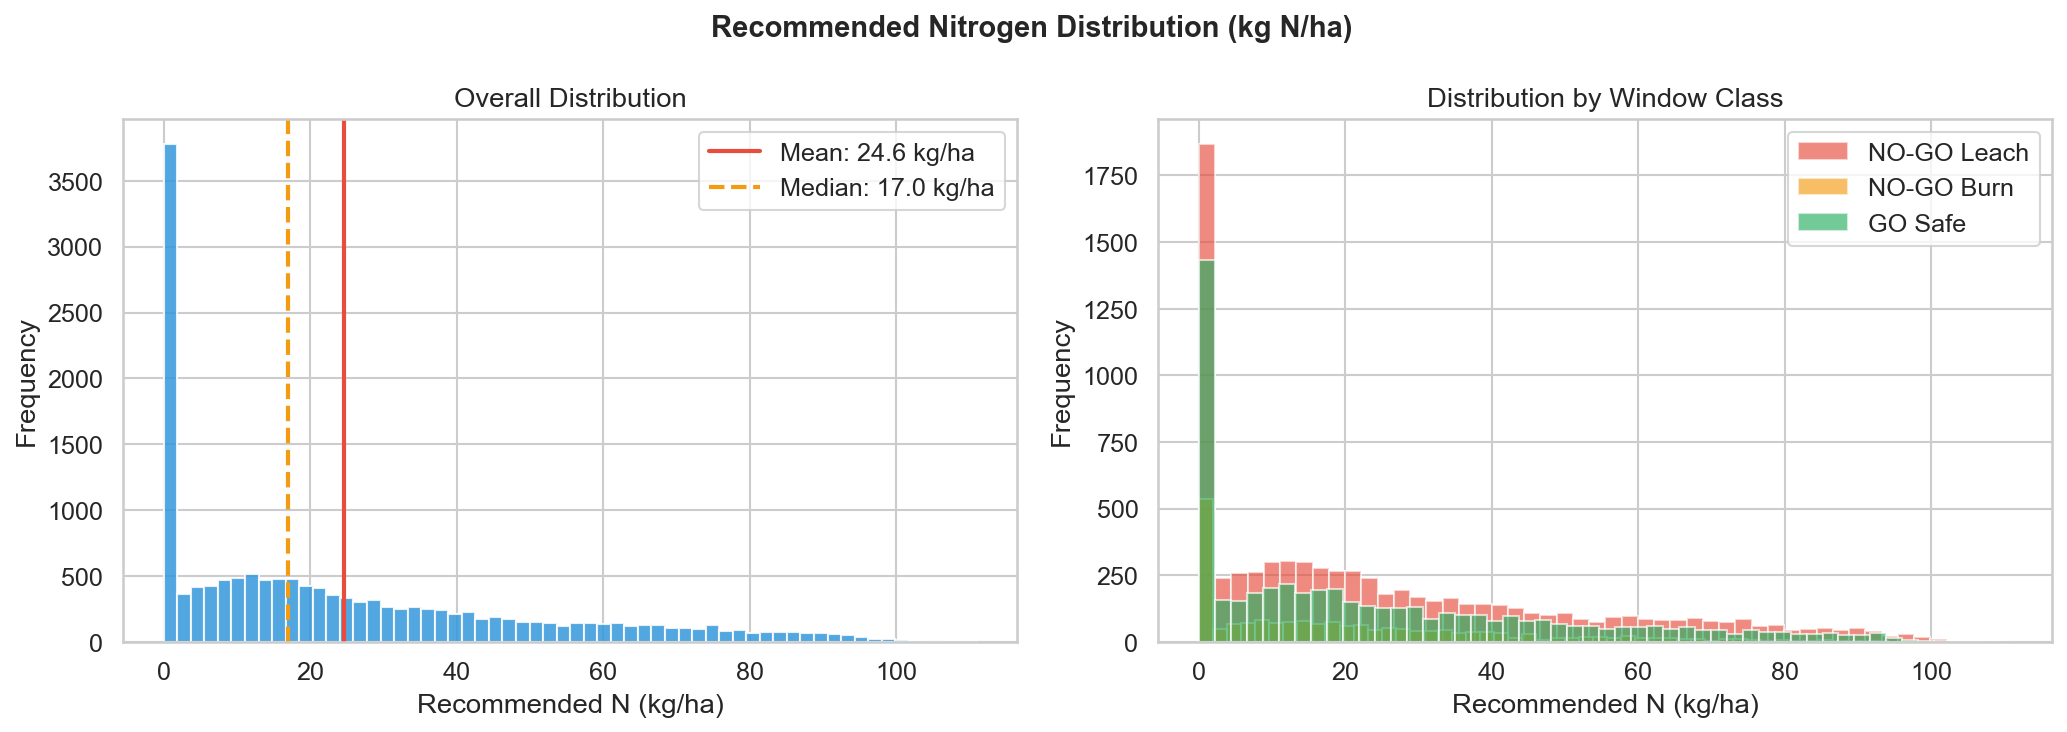 Recommended Nitrogen Distribution (kg N/ha)
Overall Distribution
Mean: 24.6 kg/ha
Median: 17.0 kg/ha
Frequency
3500
3000
2500
2000
1500
1000
500
0
0 20 40 60 80 100
Recommended N (kg/ha)
Distribution by Window Class
NO-GO Leach
NO-GO Burn
GO Safe
Frequency
1750
1500
1250
1000
750
500
250
0
0 20 40 60 80 100
Recommended N (kg/ha)